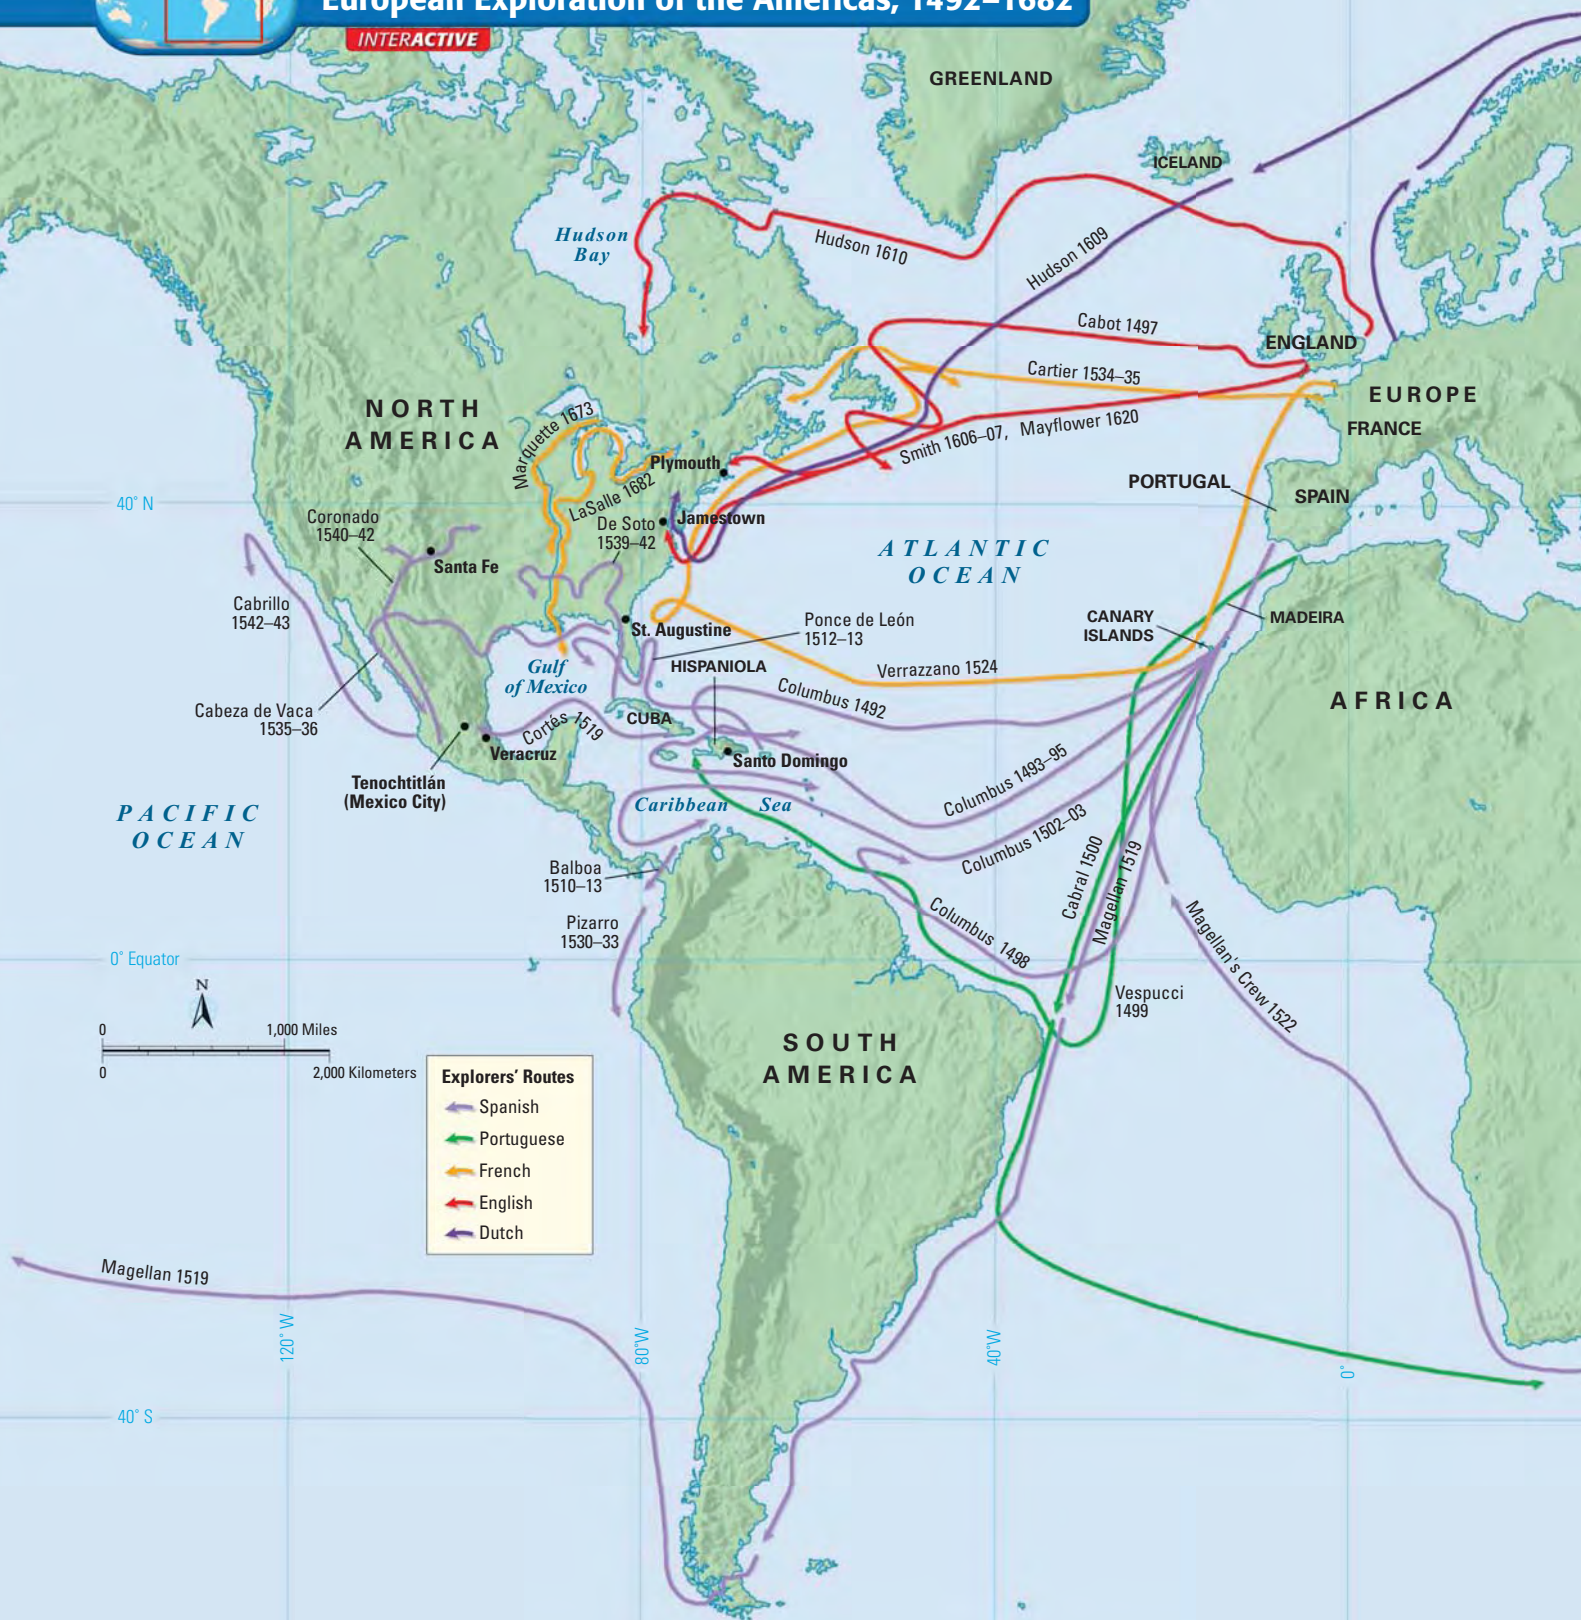 European Exploration of the Americas, 1492–1682
INTERACTIVE
GREENLAND
ICELAND
Hudson
Bay
Hudson 1610
Hudson 1609
Cabot 1497
ENGLAND
Cartier 1534–35
EUROPE
FRANCE
NORTH
AMERICA
Marquette 1673
Smith 1606–07, Mayflower 1620
Plymouth
LaSalle 1682
PORTUGAL
SPAIN
40° N
Coronado
1540–42
De Soto
1539–42
Jamestown
ATLANTIC
OCEAN
Santa Fe
Cabrillo
1542–43
St. Augustine
Ponce de León
1512–13
CANARY
ISLANDS
MADEIRA
Gulf
of Mexico
HISPANIOLA
Verrazzano 1524
Columbus 1492
AFRICA
Cabeza de Vaca
1535–36
Cortés 1519
CUBA
Veracruz
Santo Domingo
Tenochtitlán
(Mexico City)
Columbus 1493–95
PACIFIC
OCEAN
Caribbean Sea
Columbus 1502–03
Balboa
1510–13
Cabral 1500
Magellan 1519
Pizarro
1530–33
Columbus 1498
Magellan's Crew 1522
0° Equator
Vespucci
1499
N
0 1,000 Miles
0 2,000 Kilometers
SOUTH
AMERICA
Explorers' Routes
Spanish
Portuguese
French
English
Dutch
Magellan 1519
120° W
80°W
40°W
0°
40° S